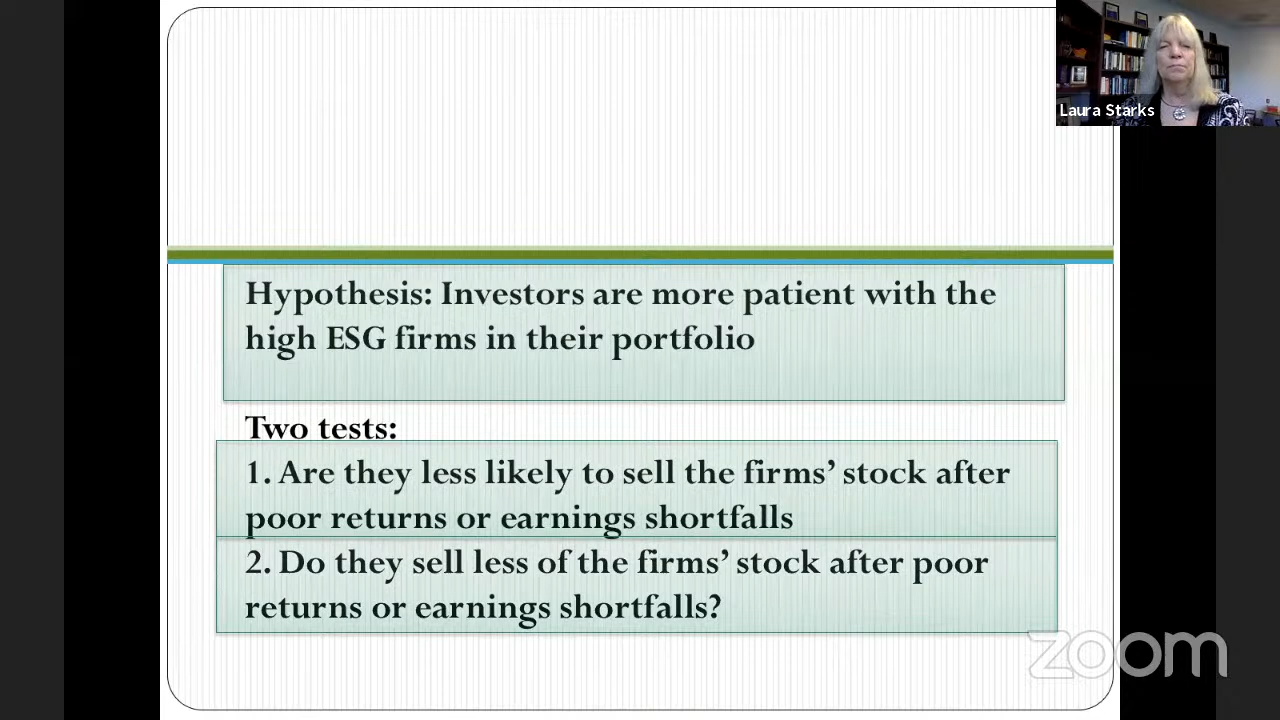 Laura Starks
Hypothesis: Investors are more patient with the
high ESG firms in their portfolio
Two tests:
1. Are they less likely to sell the firms’ stock after
poor returns or earnings shortfalls
2. Do they sell less of the firms’ stock after poor
returns or earnings shortfalls?
zoom